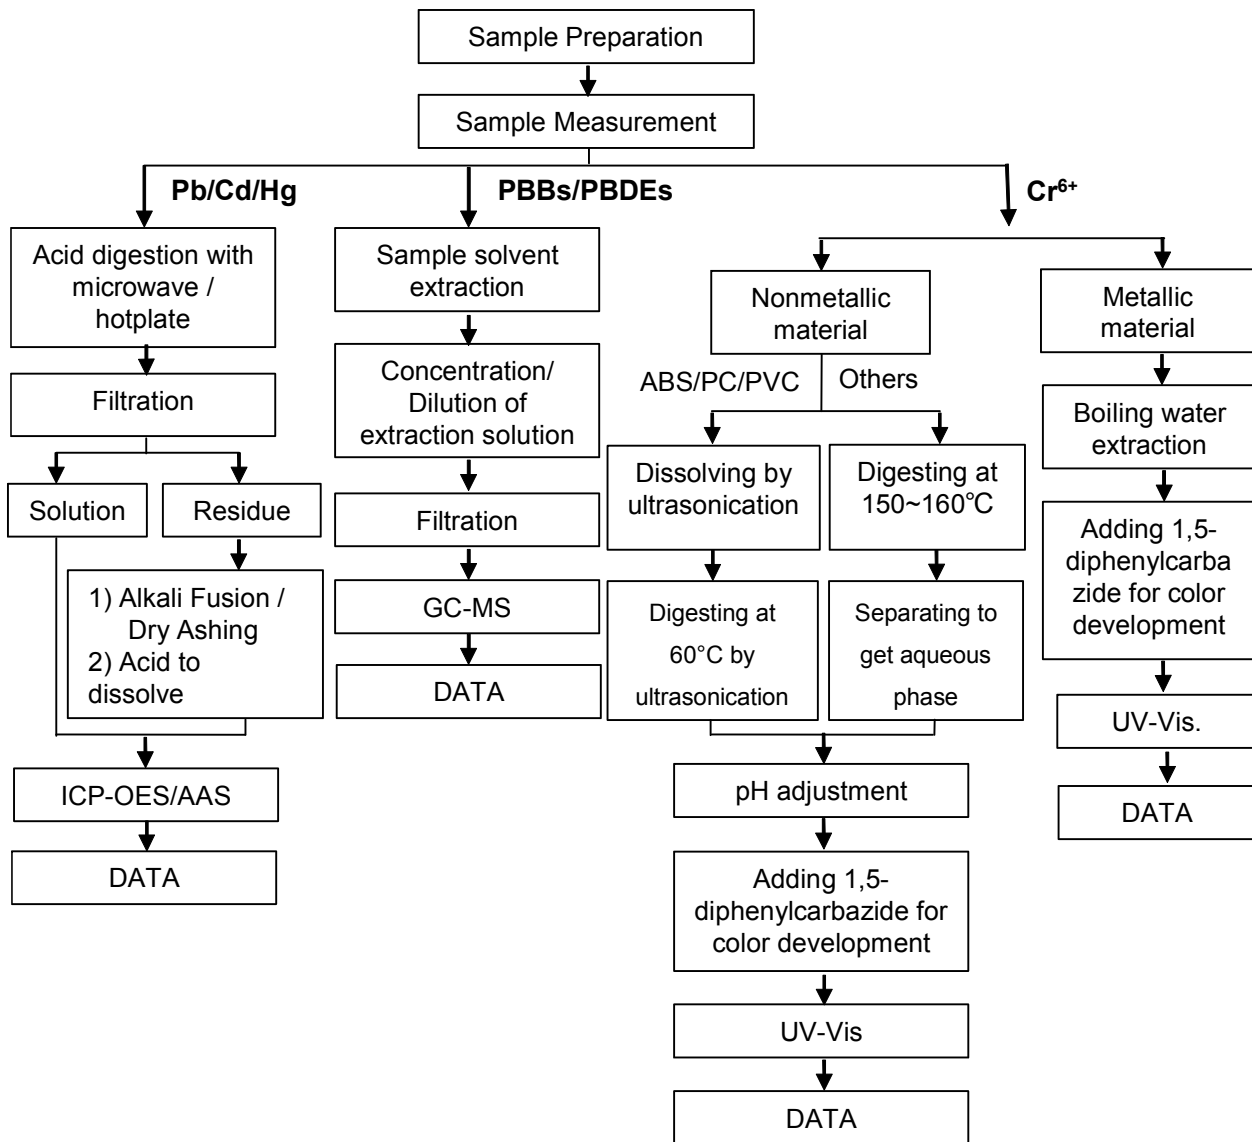 Sample Preparation
Sample Measurement
Pb/Cd/Hg
PBBs/PBDEs
Cr⁶⁺
Acid digestion with
microwave /
hotplate
Filtration
Solution
Residue
1) Alkali Fusion /
Dry Ashing
2) Acid to
dissolve
ICP-OES/AAS
DATA
Sample solvent
extraction
Concentration/
Dilution of
extraction solution
Filtration
GC-MS
DATA
Nonmetallic
material
ABS/PC/PVC
Others
Dissolving by
ultrasonication
Digesting at
60°C by
ultrasonication
Digesting at
150~160℃
Separating to
get aqueous
phase
pH adjustment
Adding 1,5-
diphenylcarbazide for
color development
UV-Vis
DATA
Metallic
material
Boiling water
extraction
Adding 1,5-
diphenylcarba
zide for color
development
UV-Vis.
DATA